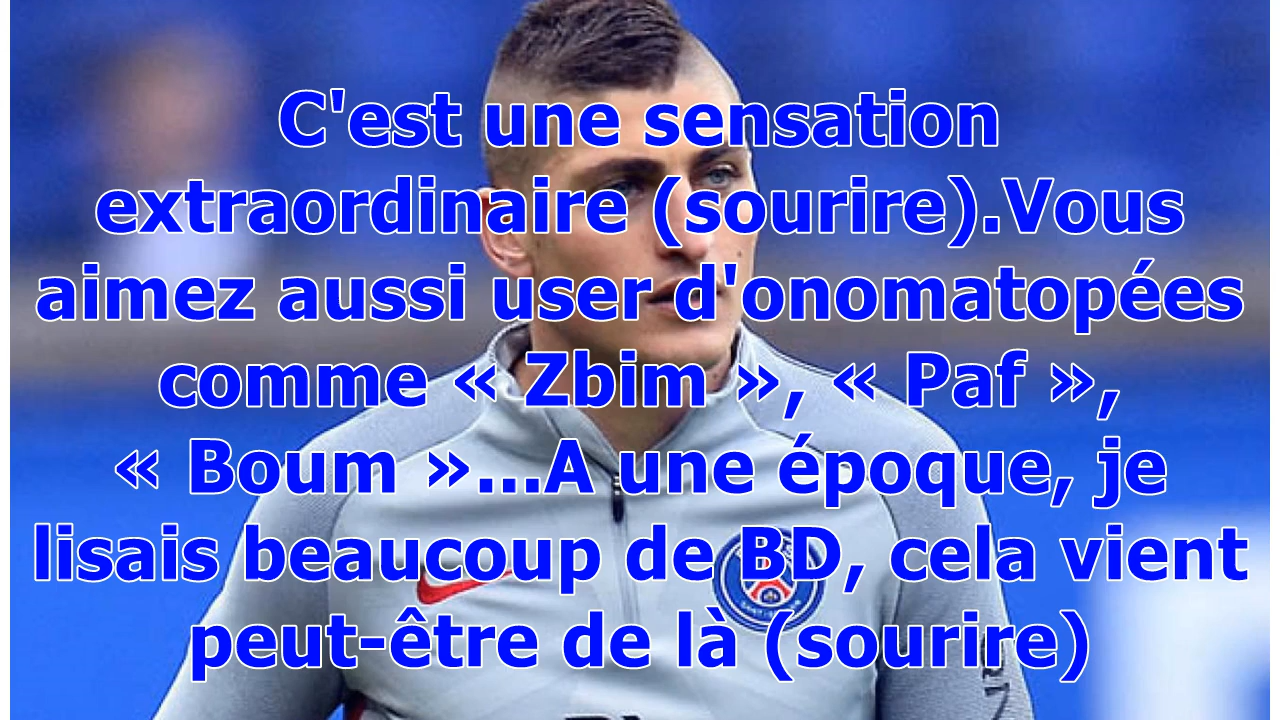 C'est une sensation
extraordinaire (sourire).Vous
aimez aussi user d'onomatopées
comme « Zbim », « Paf »,
« Boum »...A une époque, je
lisais beaucoup de BD, cela vient
peut-être de là (sourire)